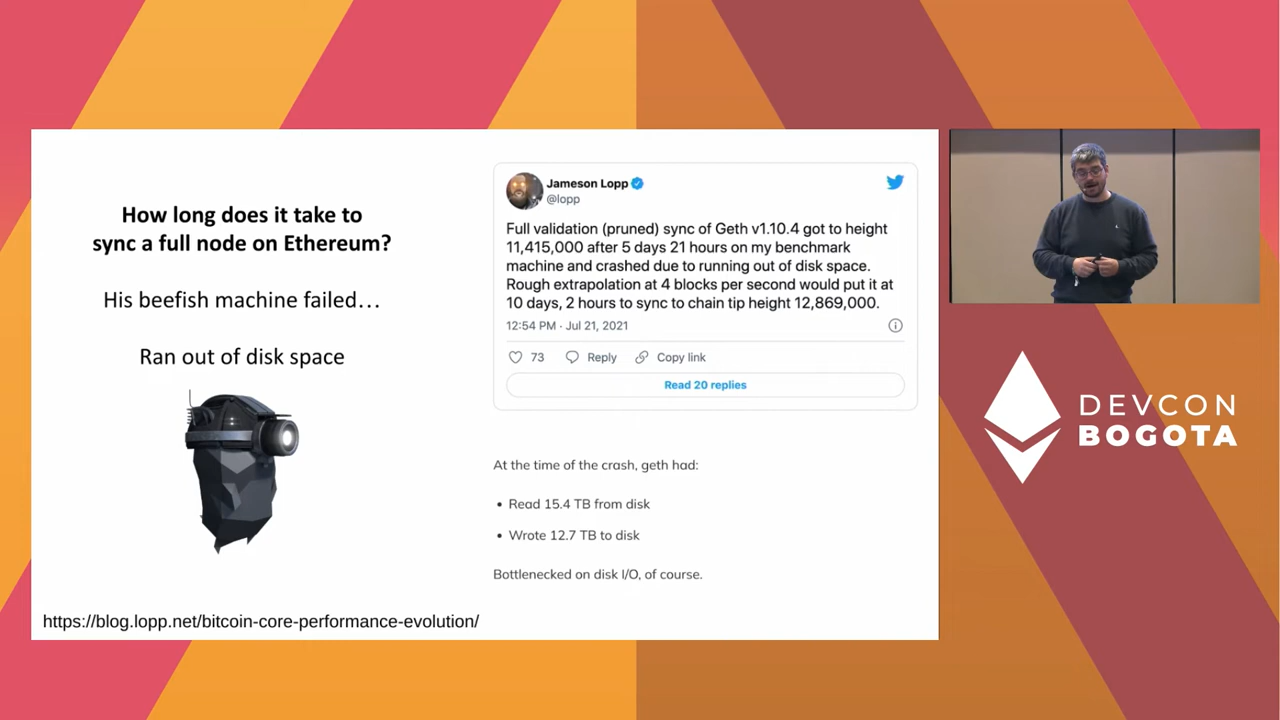 How long does it take to
sync a full node on Ethereum?
His beefish machine failed…
Ran out of disk space
https://blog.lopp.net/bitcoin-core-performance-evolution/
Jameson Lopp
@lopp
Full validation (pruned) sync of Geth v1.10.4 got to height
11,415,000 after 5 days 21 hours on my benchmark
machine and crashed due to running out of disk space.
Rough extrapolation at 4 blocks per second would put it at
10 days, 2 hours to sync to chain tip height 12,869,000.
12:54 PM · Jul 21, 2021
73 Reply Copy link
Read 20 replies
At the time of the crash, geth had:
• Read 15.4 TB from disk
• Wrote 12.7 TB to disk
Bottlenecked on disk I/O, of course.
DEVCON
BOGOTA